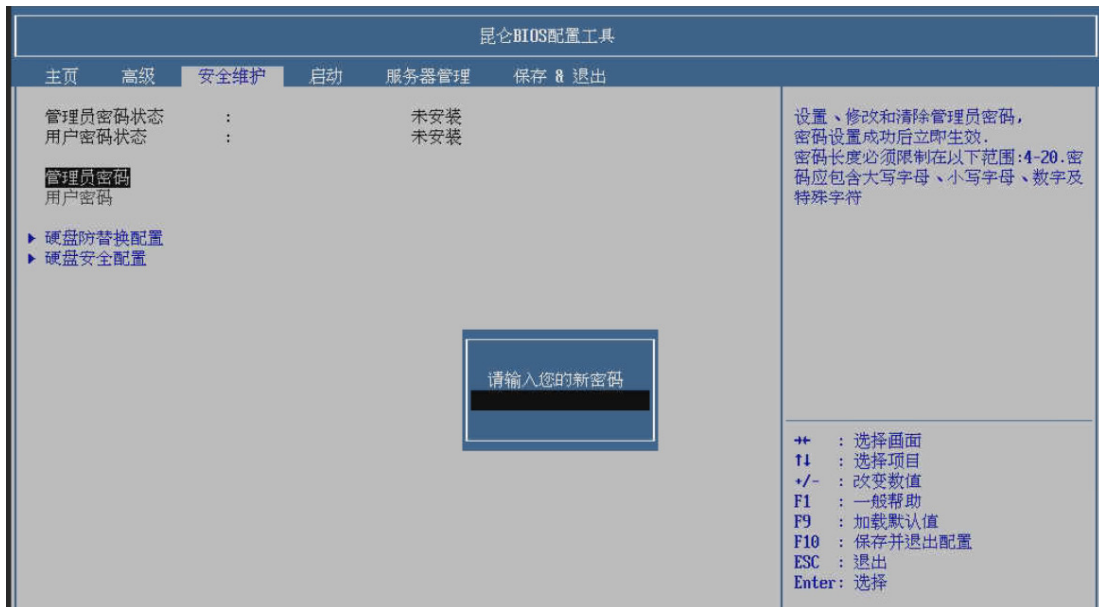 昆仑BIOS配置工具
主页 高级 安全维护 启动 服务器管理 保存 & 退出
管理员密码状态 : 未安装
用户密码状态 : 未安装
管理员密码
用户密码
硬盘防替换配置
硬盘安全配置
请输入您的新密码
设置、修改和清除管理员密码,
密码设置成功后立即生效.
密码长度必须限制在以下范围:4-20.密
码应包含大写字母、小写字母、数字及
特殊字符
→← : 选择画面
↑↓ : 选择项目
+/- : 改变数值
F1 : 一般帮助
F9 : 加载默认值
F10 : 保存并退出配置
ESC : 退出
Enter: 选择